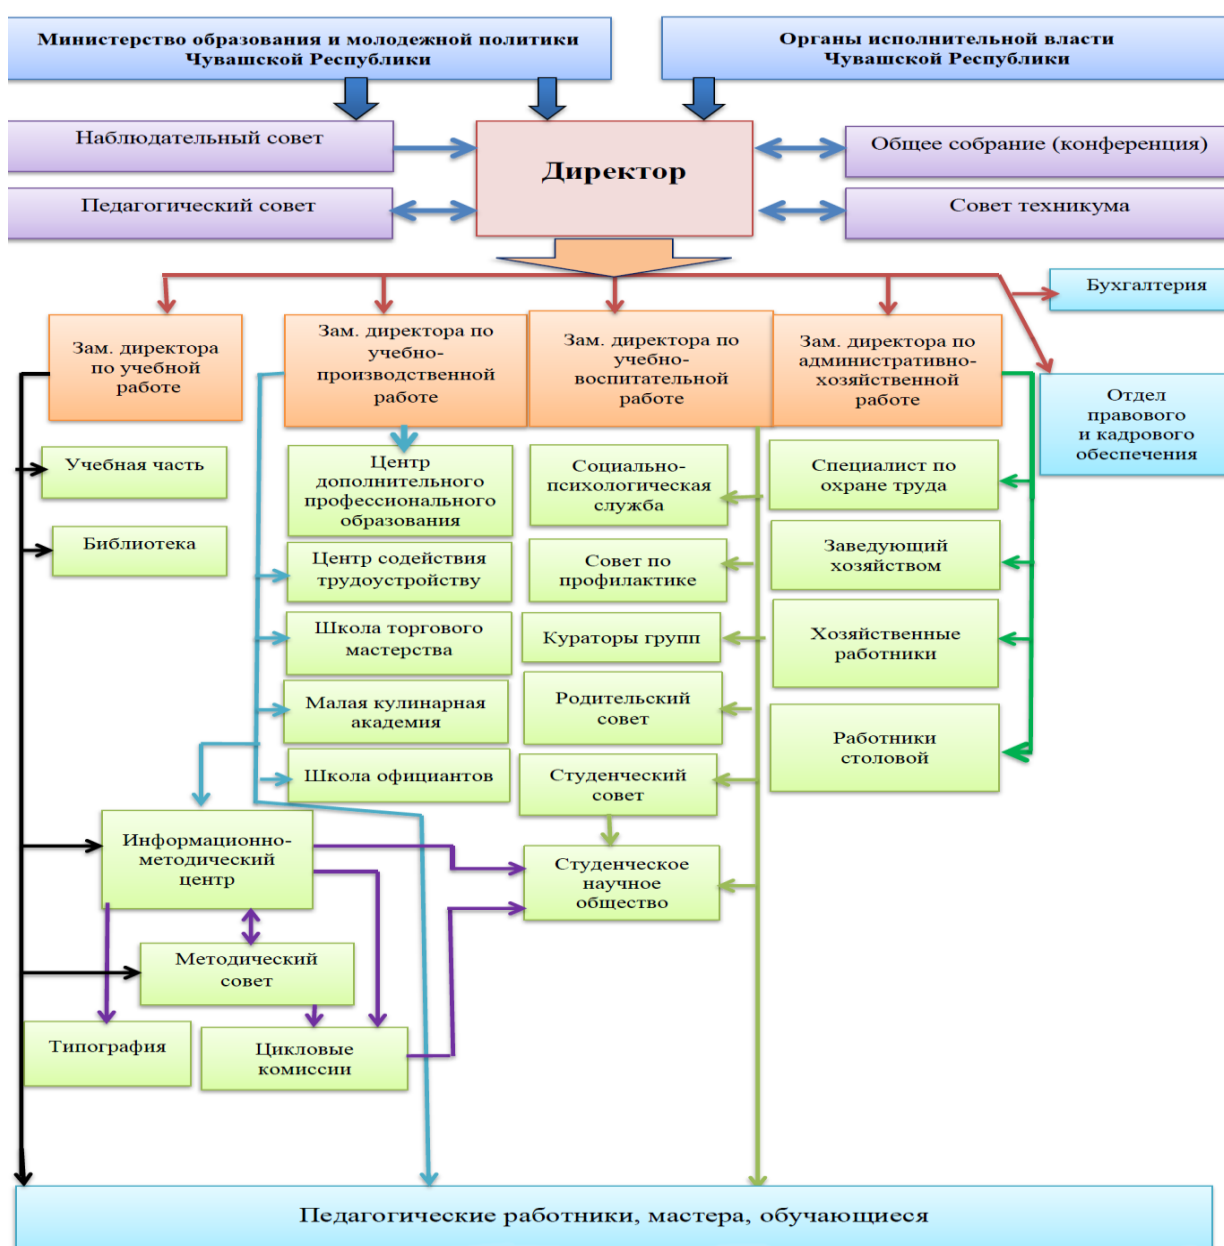 Министерство образования и молодежной политики
Чувашской Республики
Органы исполнительной власти
Чувашской Республики
Наблюдательный совет
Директор
Общее собрание (конференция)
Педагогический совет
Совет техникума
Бухгалтерия
Зам. директора
по учебной
работе
Зам. директора по
учебно-
производственной
работе
Зам. директора по
учебно-
воспитательной
работе
Зам. директора по
административно-
хозяйственной
работе
Отдел
правового
и кадрового
обеспечения
Учебная часть
Библиотека
Центр
дополнительного
профессионального
образования
Центр содействия
трудоустройству
Школа торгового
мастерства
Малая кулинарная
академия
Школа официантов
Социально-
психологическая
служба
Совет по
профилактике
Кураторы групп
Родительский
совет
Студенческий
совет
Студенческое
научное
общество
Специалист по
охране труда
Заведующий
хозяйством
Хозяйственные
работники
Работники
столовой
Информационно-
методический
центр
Методический
совет
Типография
Цикловые
комиссии
Педагогические работники, мастера, обучающиеся